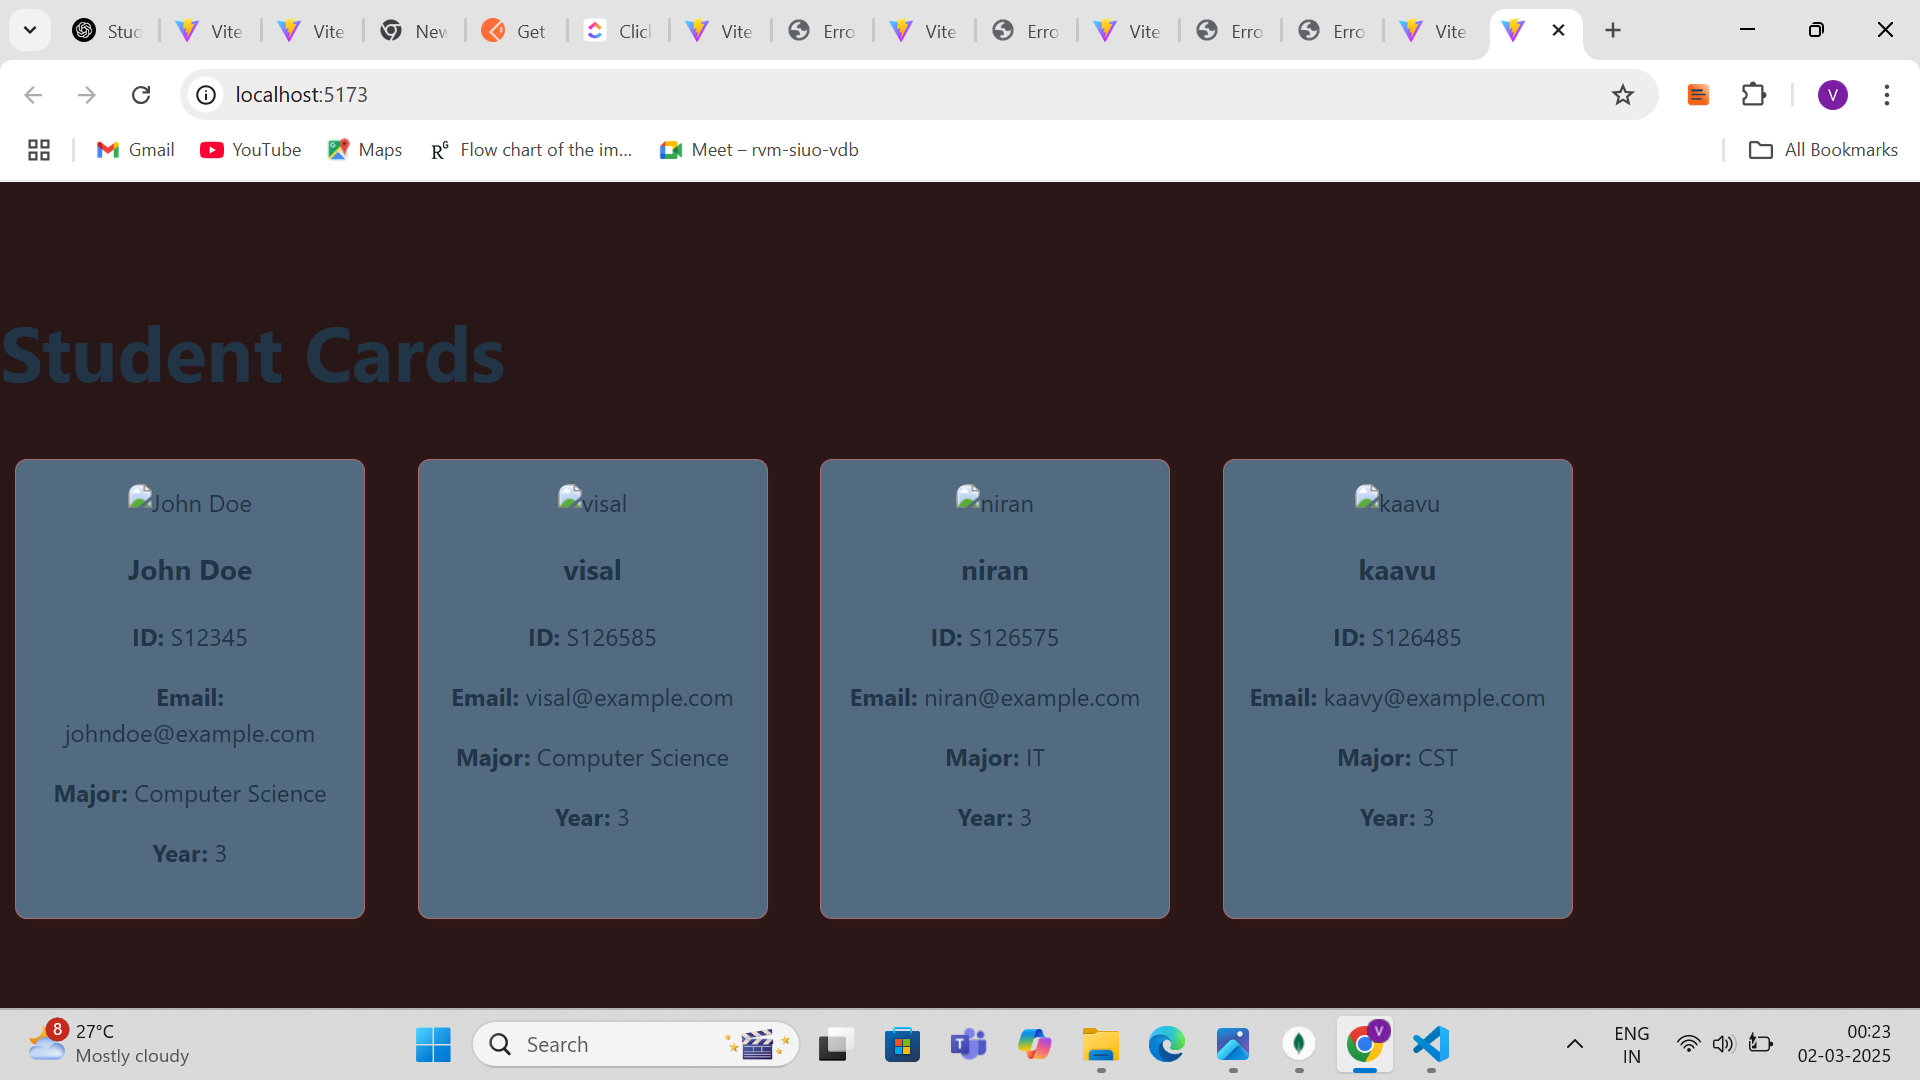 Stud
Vite
Vite
New
Get
Click
Vite
Erro
Vite
Erro
Vite
Erro
Erro
Vite
localhost:5173
V
Gmail
YouTube
Maps
RG
Flow chart of the im...
Meet – rvm-siuo-vdb
All Bookmarks
Student Cards
John Doe
John Doe
ID: S12345
Email:
johndoe@example.com
Major: Computer Science
Year: 3
visal
visal
ID: S126585
Email: visal@example.com
Major: Computer Science
Year: 3
niran
niran
ID: S126575
Email: niran@example.com
Major: IT
Year: 3
kaavu
kaavu
ID: S126485
Email: kaavy@example.com
Major: CST
Year: 3
8
27°C
Mostly cloudy
Search
T
V
ENG
IN
00:23
02-03-2025